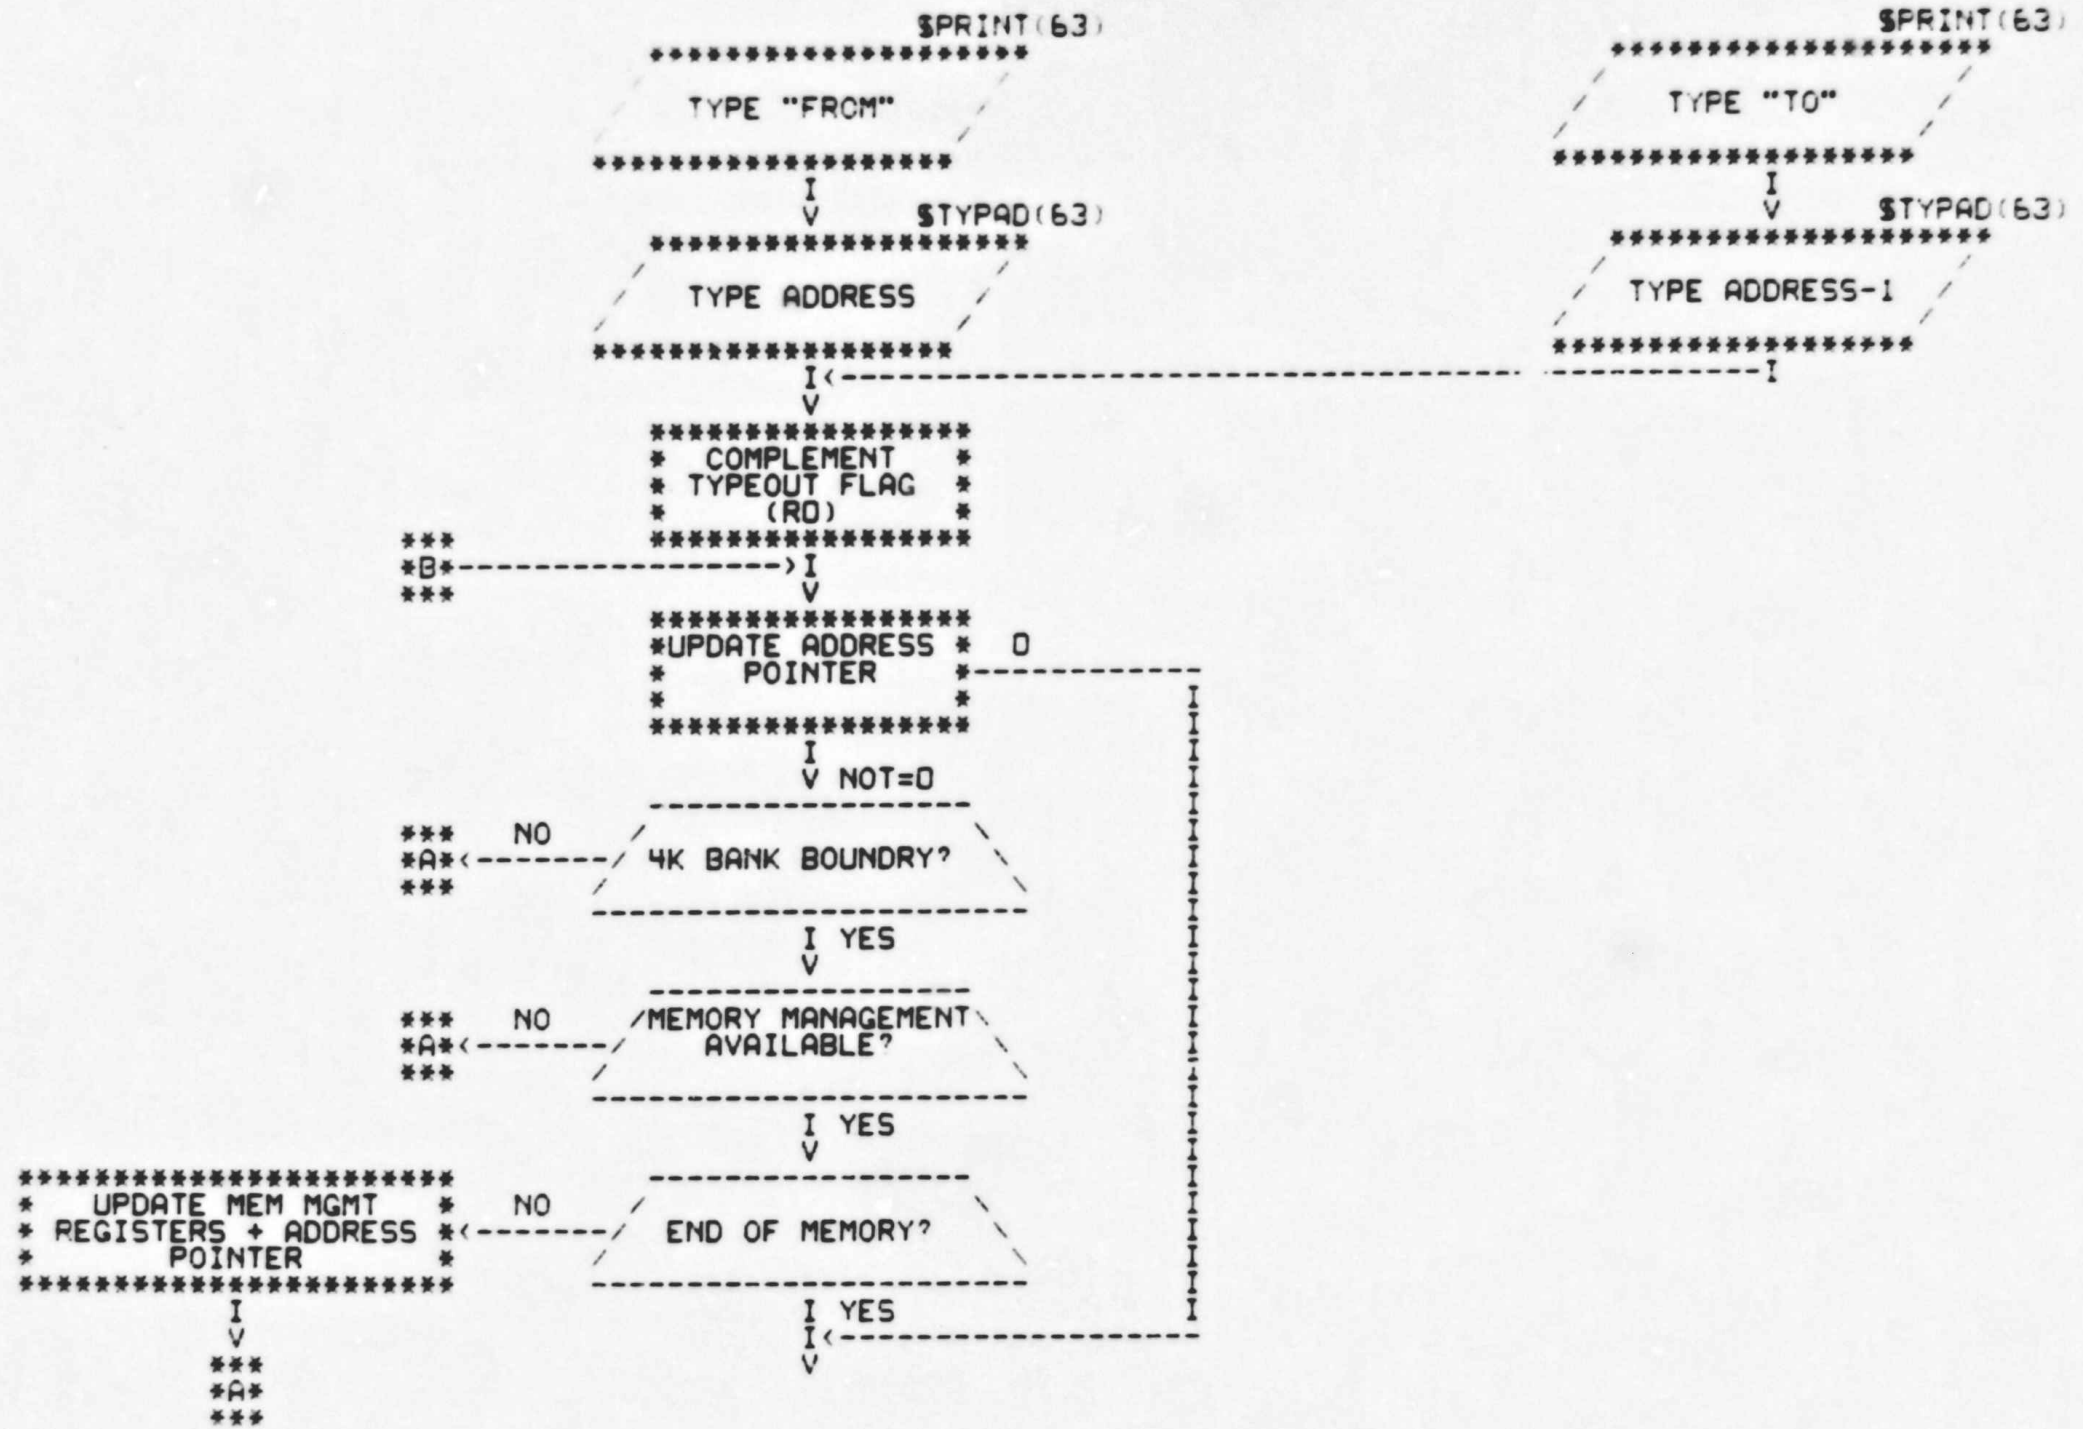 $PRINT(63) $PRINT(63)
TYPE "FROM" TYPE "TO"
$TYPAD(63) $TYPAD(63)
TYPE ADDRESS TYPE ADDRESS-1
COMPLEMENT
TYPEOUT FLAG
(R0)
B
UPDATE ADDRESS 0
POINTER
NOT=0
NO
A 4K BANK BOUNDRY?
YES
NO MEMORY MANAGEMENT
A AVAILABLE?
YES
UPDATE MEM MGMT NO
REGISTERS + ADDRESS END OF MEMORY?
POINTER
YES
A